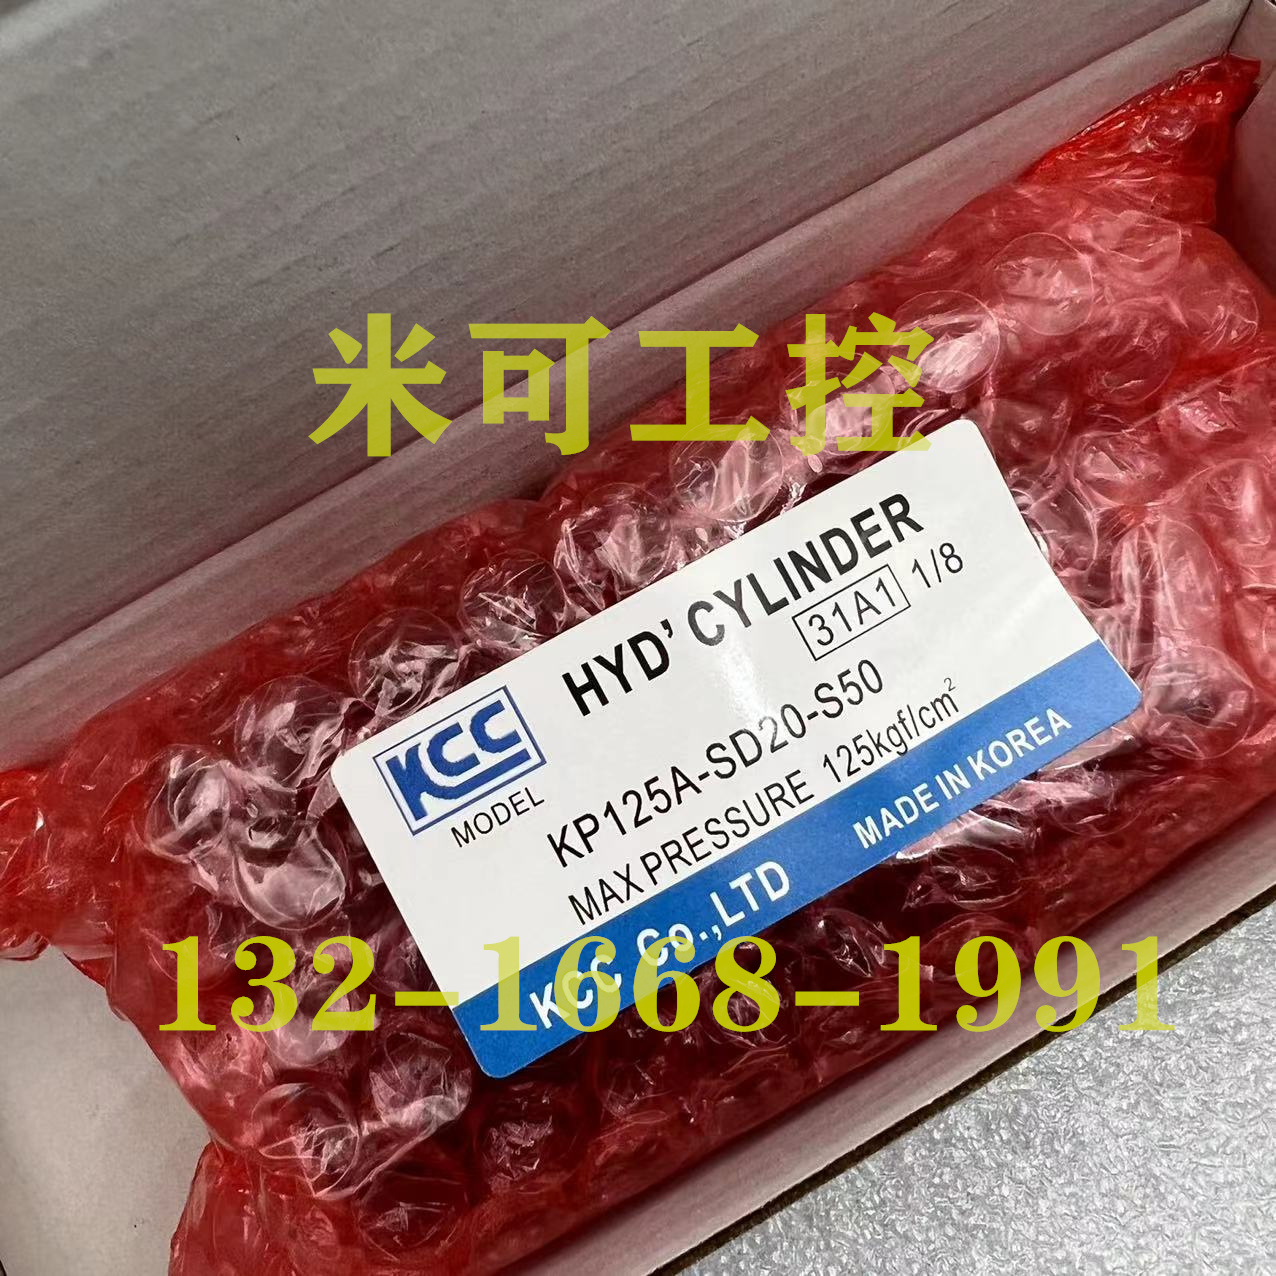 米可工控
HYD' CYLINDER
31A1 1/8
KCC
MODEL
KP125A-SD20-S50
MAX PRESSURE 125kgf/cm²
KCC Co.,LTD MADE IN KOREA
132-1668-1991